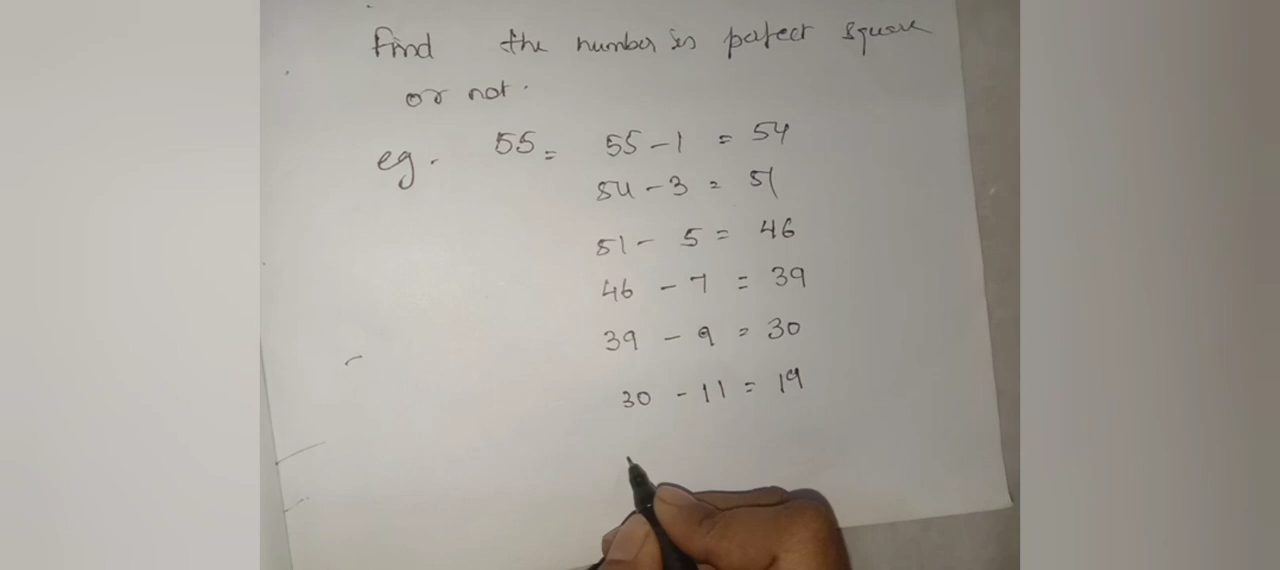 Find the number is perfect square
or not.
eg. 55 = 55 - 1 = 54
54 - 3 = 51
51 - 5 = 46
46 - 7 = 39
39 - 9 = 30
30 - 11 = 19